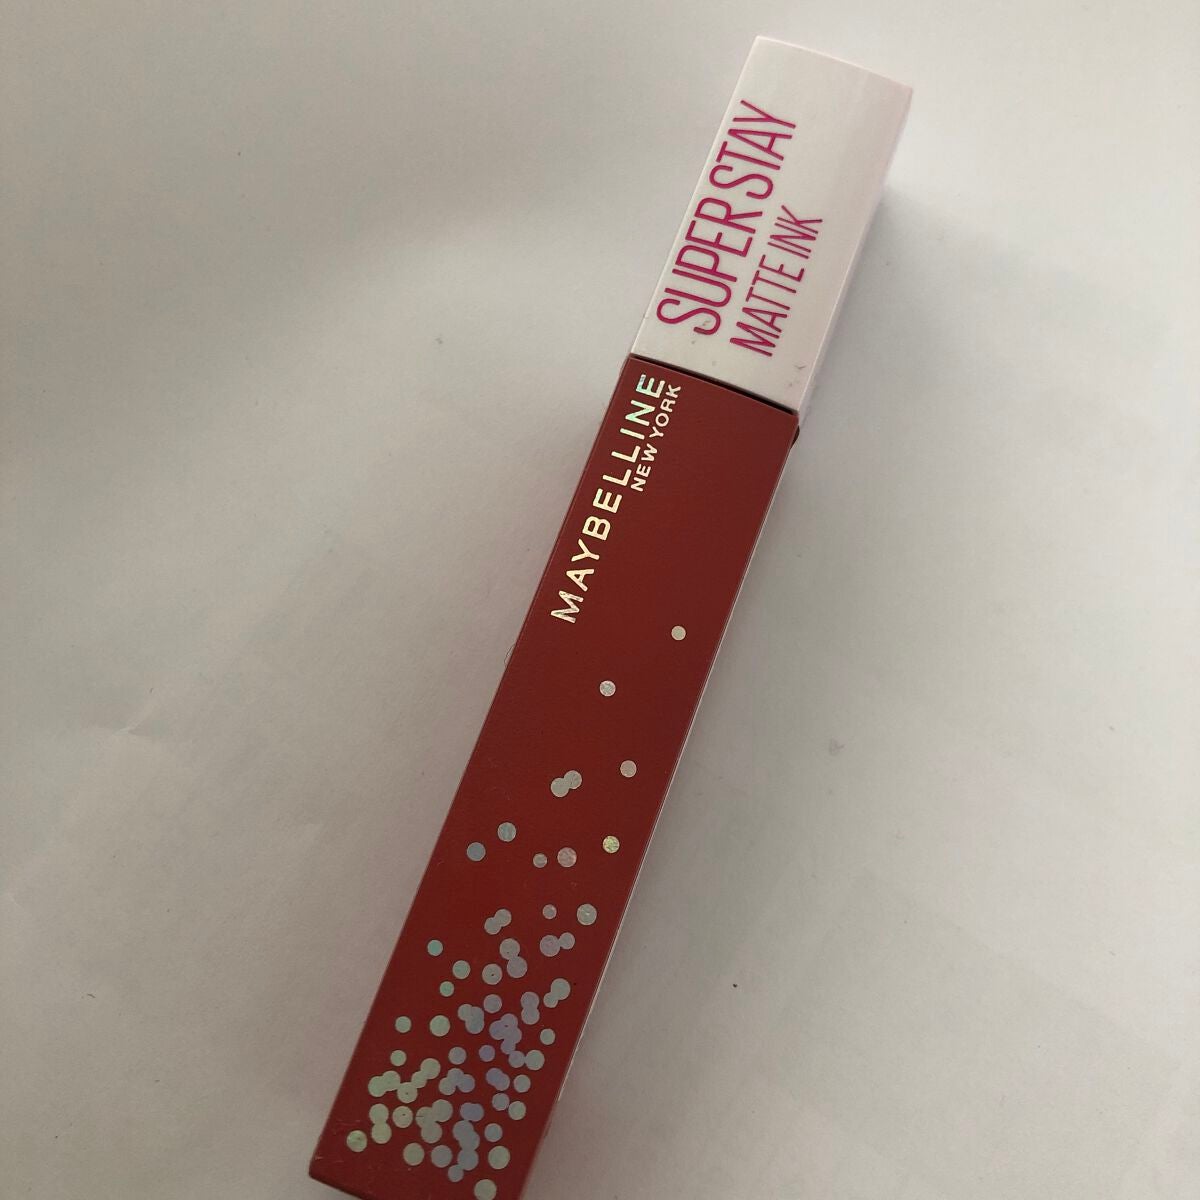 SUPER STAY
MATTE INK
MAYBELLINE
NEW YORK